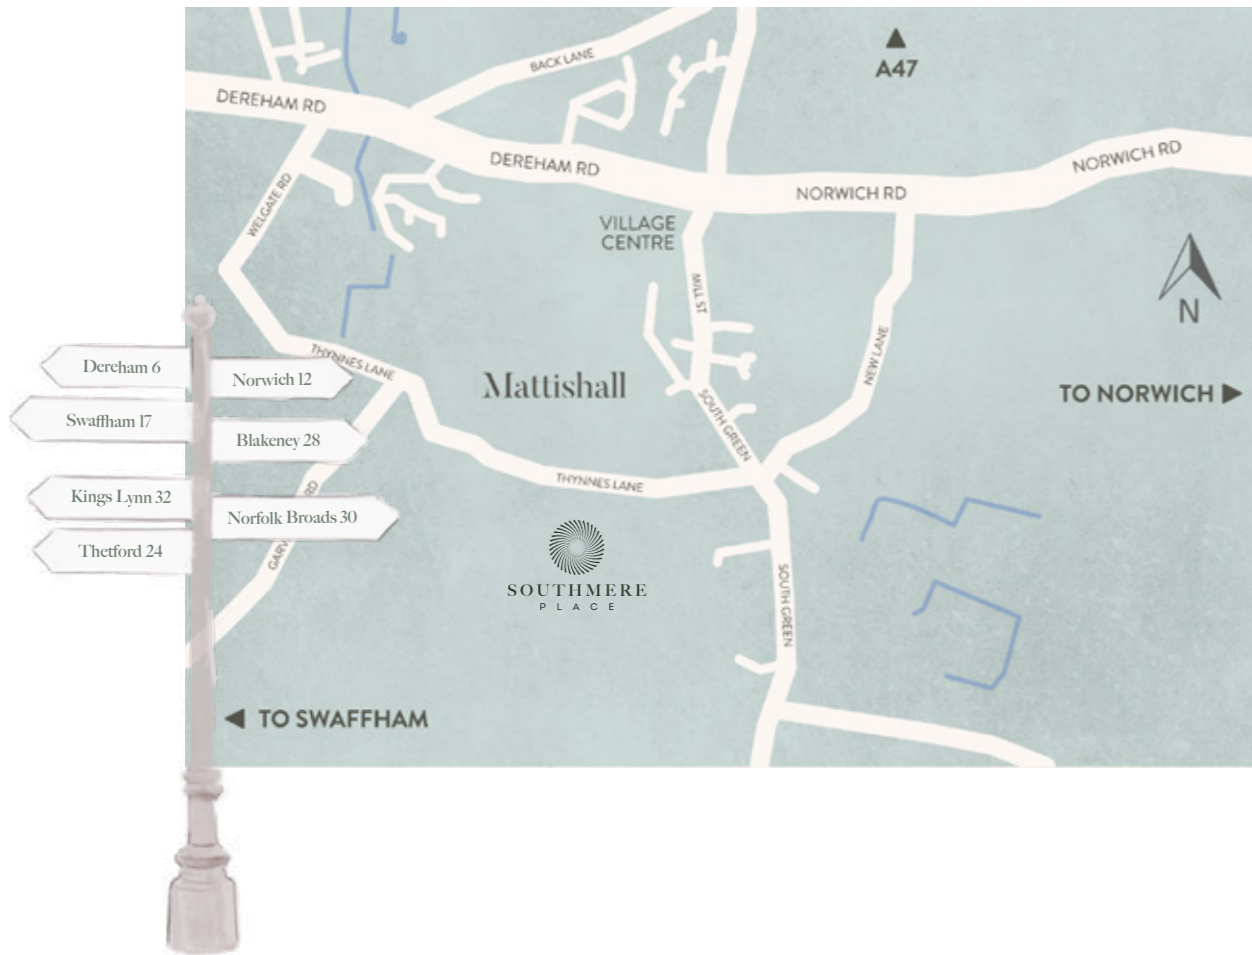 BACK LANE
A47
DEREHAM RD
DEREHAM RD
NORWICH RD
NORWICH RD
WELGATE RD
VILLAGE
CENTRE
MILL ST
N
THYNNES LANE
NEW LANE
Dereham 6
Norwich 12
Mattishall
TO NORWICH
Swaffham 17
Blakeney 28
SOUTH GREEN
THYNNES LANE
Kings Lynn 32
RD
Norfolk Broads 30
GARV
Thetford 24
SOUTHMERE
PLACE
SOUTH GREEN
TO SWAFFHAM